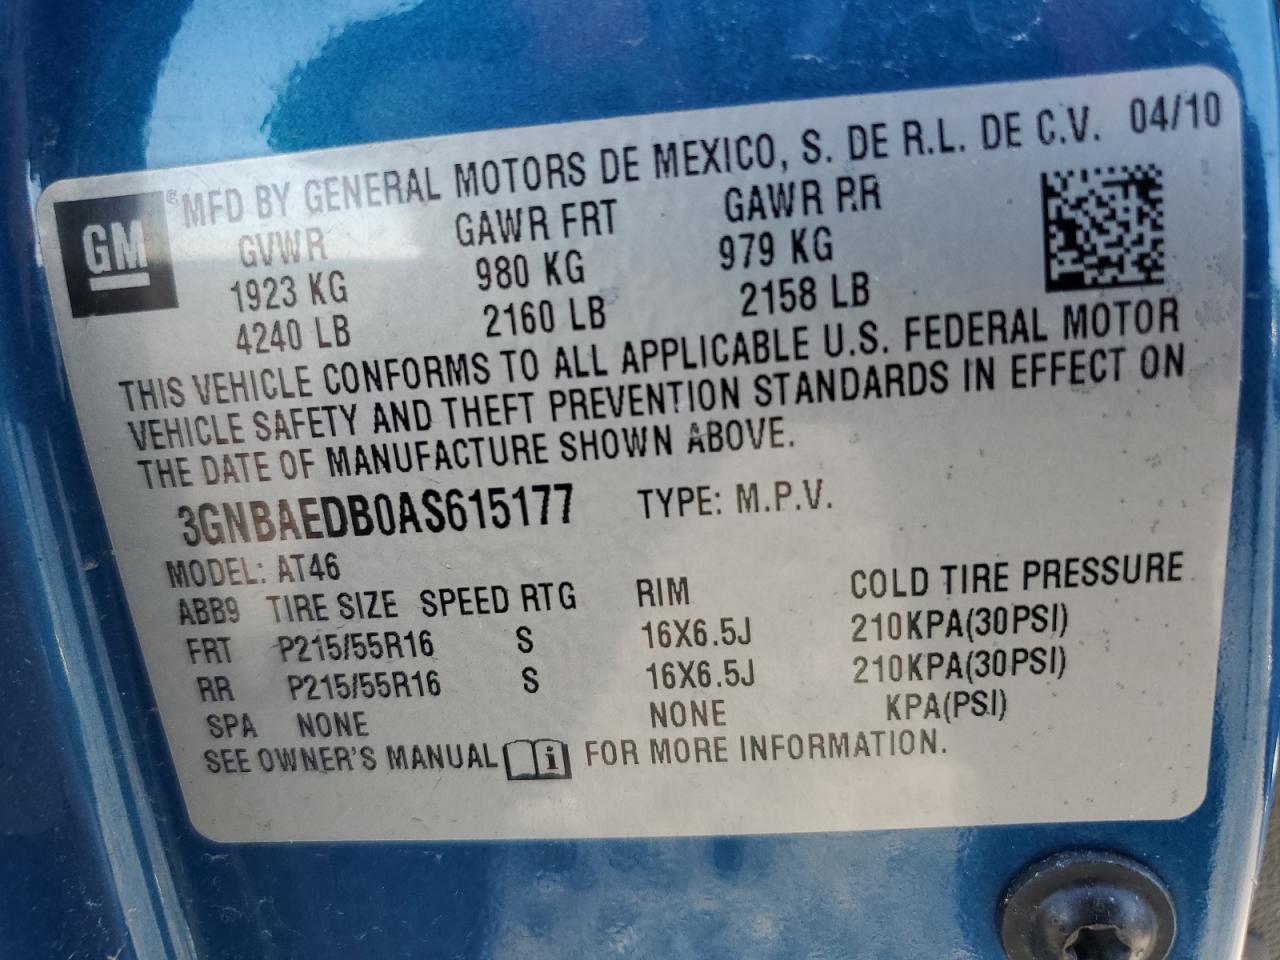 GM ® MFD BY GENERAL MOTORS DE MEXICO, S. DE R.L. DE C.V. 04/10
GVWR GAWR FRT GAWR RR
1923 KG 980 KG 979 KG
4240 LB 2160 LB 2158 LB
THIS VEHICLE CONFORMS TO ALL APPLICABLE U.S. FEDERAL MOTOR
VEHICLE SAFETY AND THEFT PREVENTION STANDARDS IN EFFECT ON
THE DATE OF MANUFACTURE SHOWN ABOVE.
3GNBAEDB0AS615177 TYPE: M.P.V.
MODEL: AT46
ABB9 TIRE SIZE SPEED RTG RIM COLD TIRE PRESSURE
FRT P215/55R16 S 16X6.5J 210KPA(30PSI)
RR P215/55R16 S 16X6.5J 210KPA(30PSI)
SPA NONE NONE KPA(PSI)
SEE OWNER'S MANUAL i FOR MORE INFORMATION.